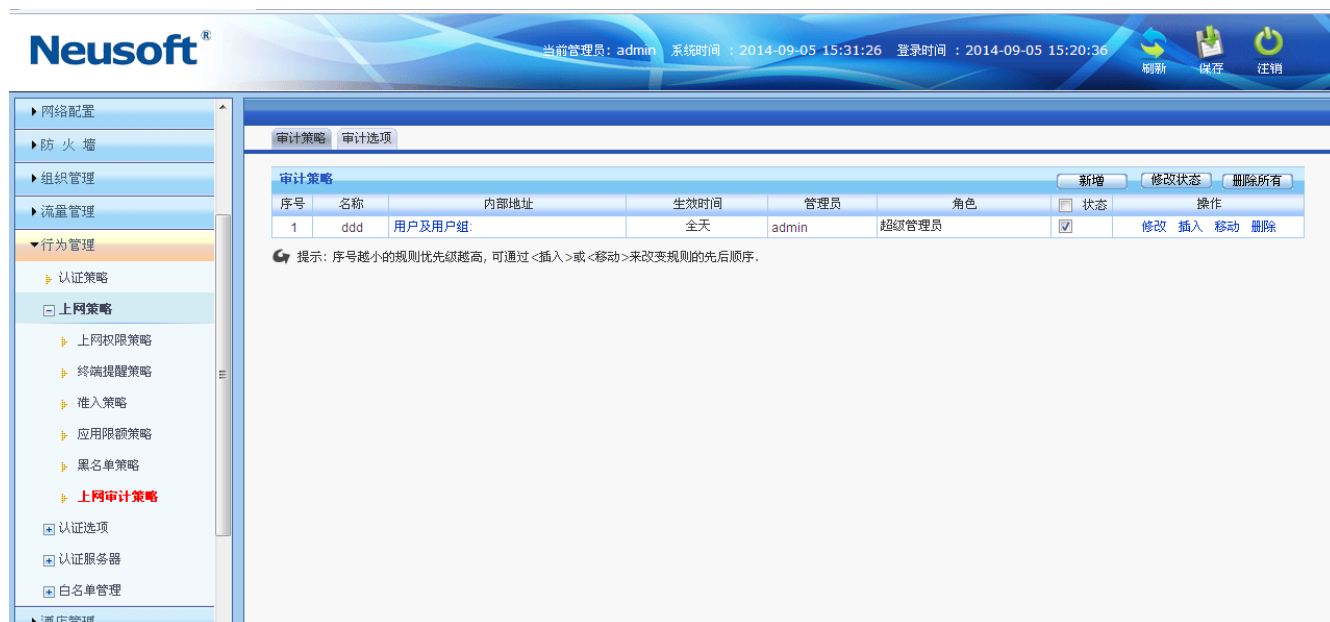 Neusoft®
当前管理员: admin 系统时间 : 2014-09-05 15:31:26 登录时间 : 2014-09-05 15:20:36
刷新 保存 注销
网络配置
防 火 墙
组织管理
流量管理
行为管理
认证策略
上网策略
上网权限策略
终端提醒策略
准入策略
应用限额策略
黑名单策略
上网审计策略
认证选项
认证服务器
白名单管理
酒店管理
审计策略 审计选项
审计策略 新增 修改状态 删除所有
序号 名称 内部地址 生效时间 管理员 角色 状态 操作
1 ddd 用户及用户组: 全天 admin 超级管理员 修改 插入 移动 删除
提示: 序号越小的规则优先级越高, 可通过<插入>或<移动>来改变规则的先后顺序.